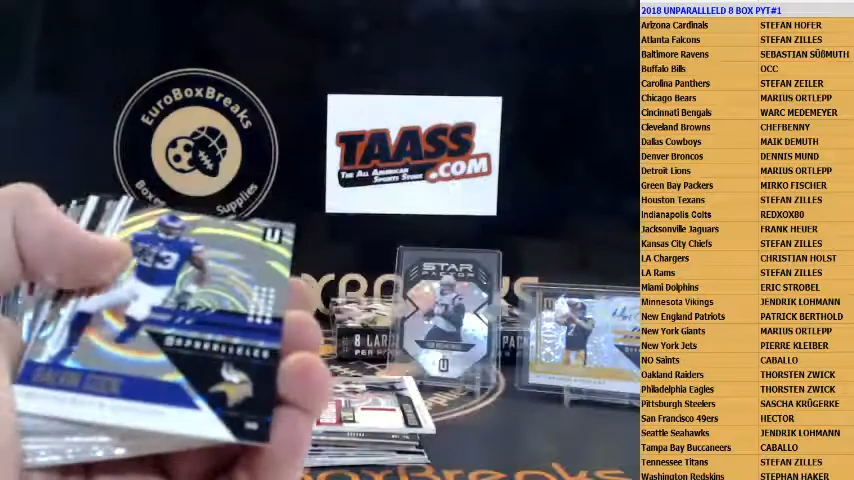 EuroBoxBreaks
TAASS
.COM
THE ALL AMERICAN
SPORTS STORE
STAR
FACTOR
8 LARG
PER
PACK
UNPARALLELED
2018 UNPARALLLELD 8 BOX PYT#1
Arizona Cardinals STEFAN HOFER
Atlanta Falcons STEFAN ZILLES
Baltimore Ravens SEBASTIAN SÜßMUTH
Buffalo Bills OCC
Carolina Panthers STEFAN ZEILER
Chicago Bears MARIUS ORTLEPP
Cincinnati Bengals WARC MEDEMEYER
Cleveland Browns CHEFBENNY
Dallas Cowboys MAIK DEMUTH
Denver Broncos DENNIS MUND
Detroit Lions MARIUS ORTLEPP
Green Bay Packers MIRKO FISCHER
Houston Texans STEFAN ZILLES
Indianapolis Colts REDXOX80
Jacksonville Jaguars FRANK HEUER
Kansas City Chiefs STEFAN ZILLES
LA Chargers CHRISTIAN HOLST
LA Rams STEFAN ZILLES
Miami Dolphins ERIC STROBEL
Minnesota Vikings JENDRIK LOHMANN
New England Patriots PATRICK BERTHOLD
New York Giants MARIUS ORTLEPP
New York Jets PIERRE KLEIBER
NO Saints CABALLO
Oakland Raiders THORSTEN ZWICK
Philadelphia Eagles THORSTEN ZWICK
Pittsburgh Steelers SASCHA KRÜGERKE
San Francisco 49ers HECTOR
Seattle Seahawks JENDRIK LOHMANN
Tampa Bay Buccaneers CABALLO
Tennessee Titans STEFAN ZILLES
Washington Redskins STEPHAN HAKER